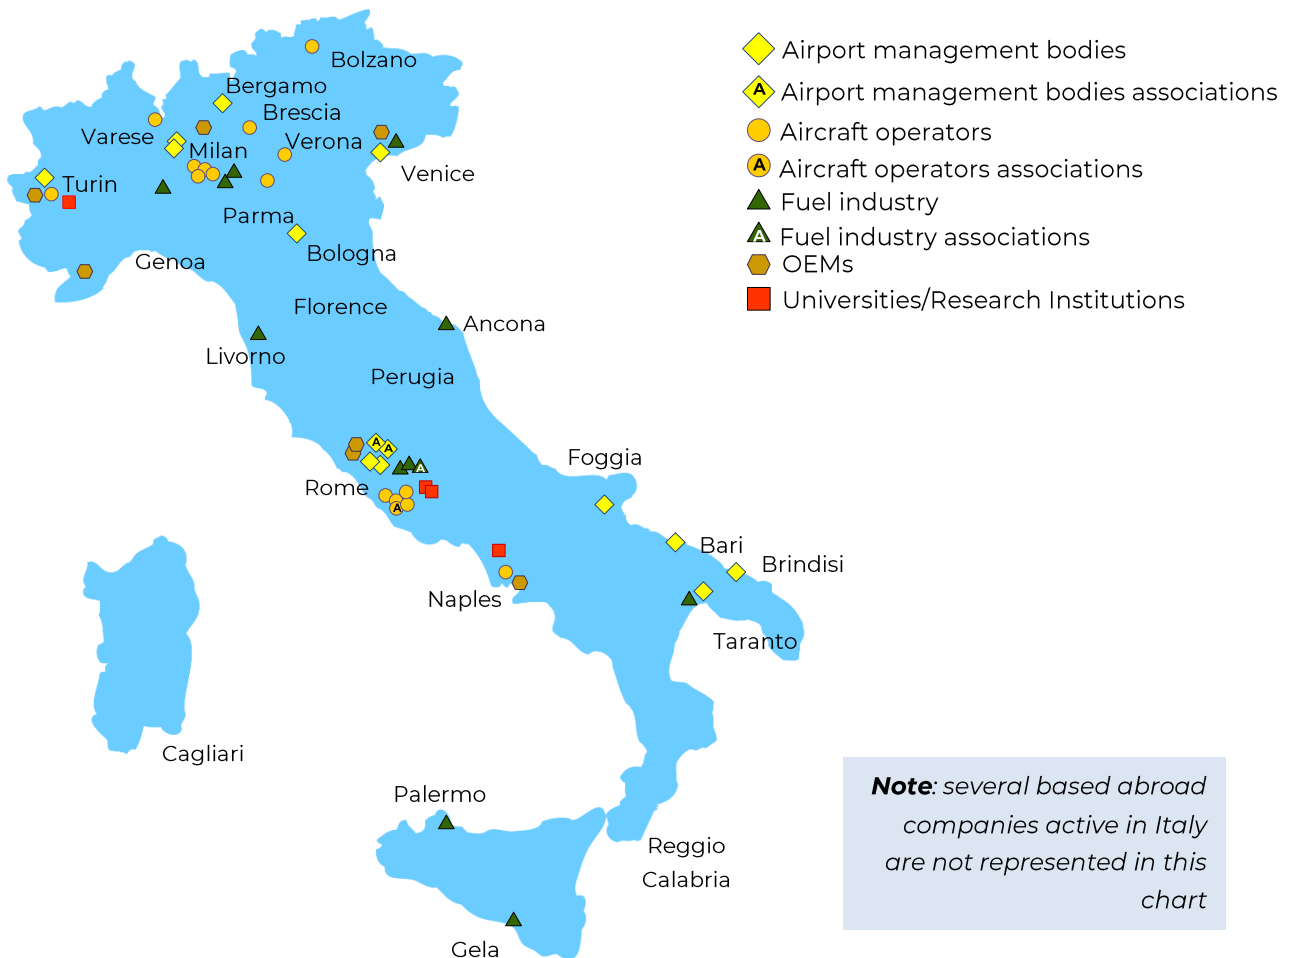 Bolzano
Bergamo
Brescia
Varese
Verona
Milan
Venice
Turin
Parma
Bologna
Genoa
Florence
Ancona
Livorno
Perugia
A
A
Foggia
A
Rome
A
Bari
Brindisi
Naples
Taranto
Cagliari
Palermo
Reggio
Calabria
Gela
Airport management bodies
A Airport management bodies associations
Aircraft operators
A Aircraft operators associations
Fuel industry
A Fuel industry associations
OEMs
Universities/Research Institutions
Note: several based abroad
companies active in Italy
are not represented in this
chart